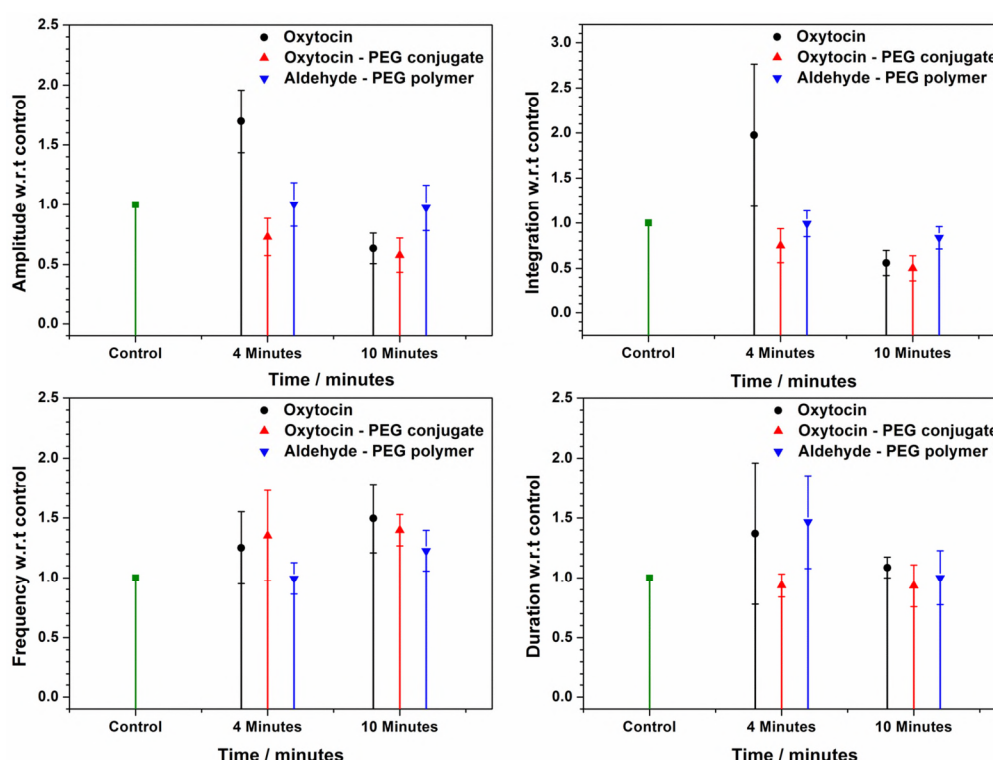 2.5
2.0
1.5
1.0
0.5
0.0
Amplitude w.r.t control
Oxytocin
Oxytocin - PEG conjugate
Aldehyde - PEG polymer
Control
4 Minutes
10 Minutes
Time / minutes
3.0
2.5
2.0
1.5
1.0
0.5
0.0
Integration w.r.t control
Oxytocin
Oxytocin - PEG conjugate
Aldehyde - PEG polymer
Control
4 Minutes
10 Minutes
Time / minutes
2.5
2.0
1.5
1.0
0.5
0.0
Frequency w.r.t control
Oxytocin
Oxytocin - PEG conjugate
Aldehyde - PEG polymer
Control
4 Minutes
10 Minutes
Time / minutes
2.5
2.0
1.5
1.0
0.5
0.0
Duration w.r.t control
Oxytocin
Oxytocin - PEG conjugate
Aldehyde - PEG polymer
Control
4 Minutes
10 Minutes
Time / minutes